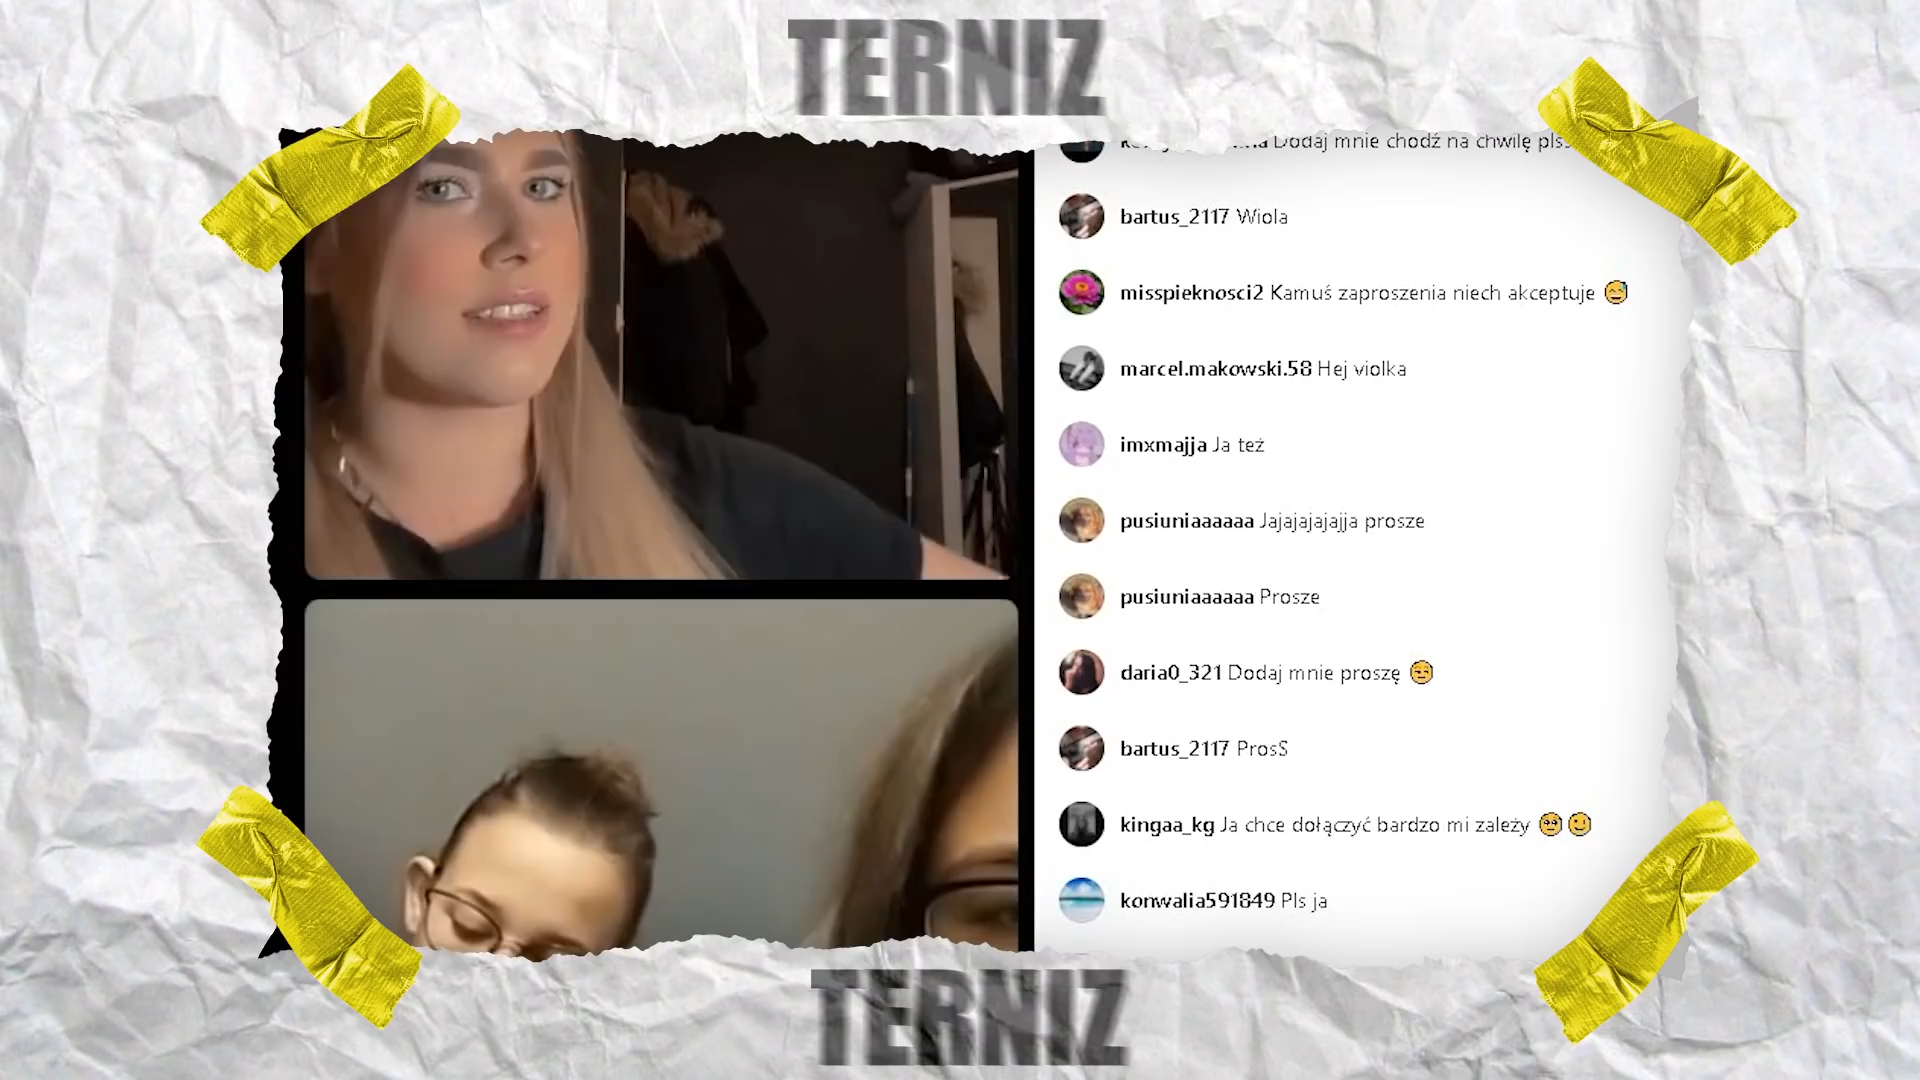 TERNIZ
Dodaj mnie chodź na chwilę pls
bartus_2117 Wiola
misspieknosci2 Kamuś zaproszenia niech akceptuje 😅
marcel.makowski.58 Hej violka
imxmajja Ja też
pusiuniaaaaaa Jajajajajajja prosze
pusiuniaaaaaa Prosze
daria0_321 Dodaj mnie proszę 😒
bartus_2117 ProsS
kingaa_kg Ja chce dołączyć bardzo mi zależy 🥺🙂
konwalia591849 Pls ja
TERNIZ